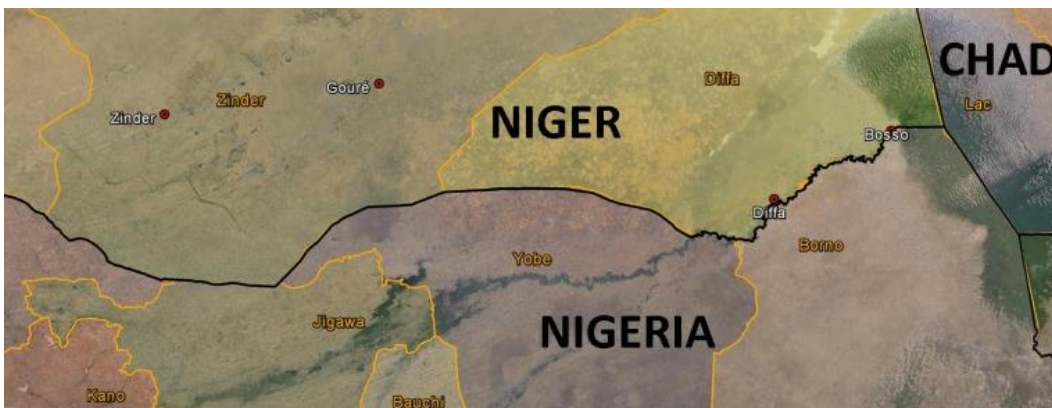 CHAD
Diffa
Gouré
Zinder
Lac
Zinder
NIGER
Bosso
Diffa
Borno
Yobe
Jigawa
NIGERIA
Kano
Bauchi